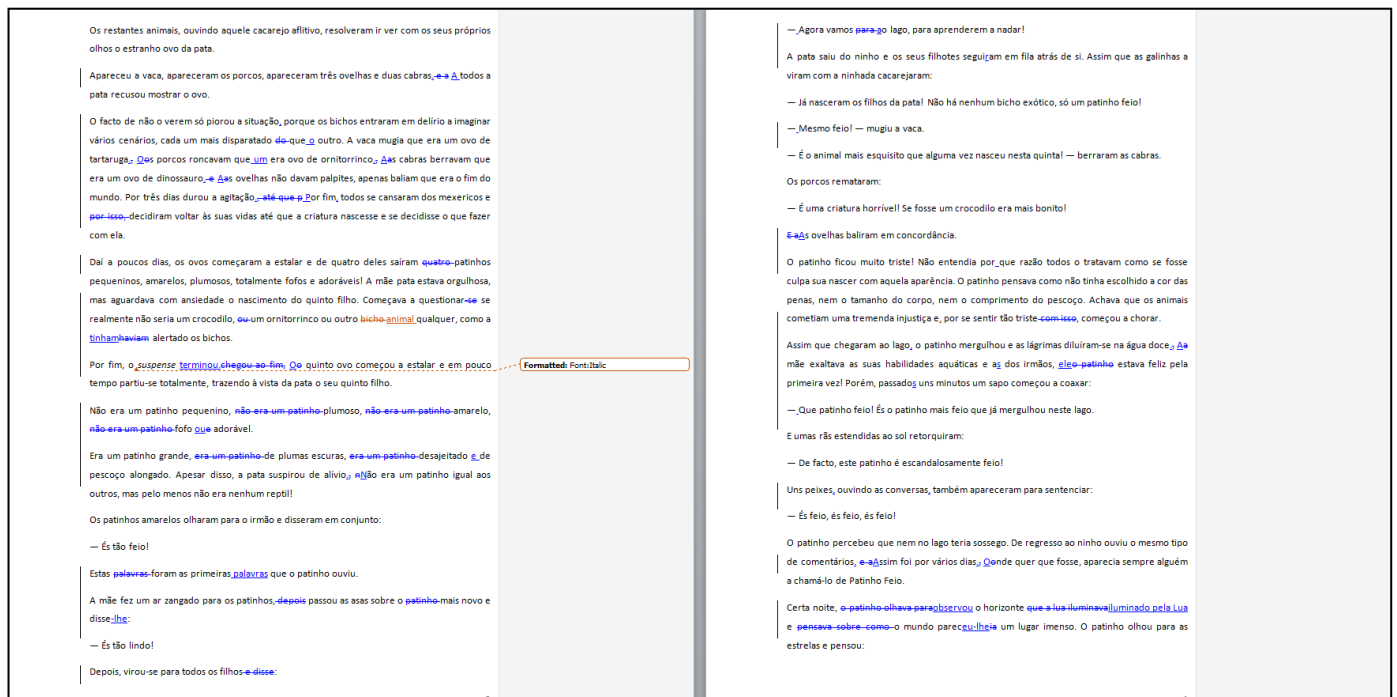 Os restantes animais, ouvindo aquele cacarejo aflitivo, resolveram ir ver com os seus próprios
olhos o estranho ovo da pata.
Apareceu a vaca, apareceram os porcos, apareceram três ovelhas e duas cabras, e a A todos a
pata recusou mostrar o ovo.
O facto de não o verem só piorou a situação, porque os bichos entraram em delírio a imaginar
vários cenários, cada um mais disparatado do que o outro. A vaca mugia que era um ovo de
tartaruga., Oos porcos roncavam que um era ovo de ornitorrinco., Aas cabras berravam que
era um ovo de dinossauro. e Aas ovelhas não davam palpites, apenas baliam que era o fim do
mundo. Por três dias durou a agitação., até que p Por fim, todos se cansaram dos mexericos e
por isso, decidiram voltar às suas vidas até que a criatura nascesse e se decidisse o que fazer
com ela.
Daí a poucos dias, os ovos começaram a estalar e de quatro deles saíram quatro patinhos
pequeninos, amarelos, plumosos, totalmente fofos e adoráveis! A mãe pata estava orgulhosa,
mas aguardava com ansiedade o nascimento do quinto filho. Começava a questionar-se se
realmente não seria um crocodilo, ou um ornitorrinco ou outro bicho animal qualquer, como a
tinhamhaviam alertado os bichos.
Por fim, o suspense terminou.chegou ao fim, Oo quinto ovo começou a estalar e em pouco
tempo partiu-se totalmente, trazendo à vista da pata o seu quinto filho.
Formatted: Font:Italic
Não era um patinho pequenino, não era um patinho plumoso, não era um patinho amarelo,
não era um patinho fofo oue adorável.
Era um patinho grande, era um patinho de plumas escuras, era um patinho desajeitado e de
pescoço alongado. Apesar disso, a pata suspirou de alívio.; nNão era um patinho igual aos
outros, mas pelo menos não era nenhum reptil!
Os patinhos amarelos olharam para o irmão e disseram em conjunto:
— És tão feio!
Estas palavras foram as primeiras palavras que o patinho ouviu.
A mãe fez um ar zangado para os patinhos, depois passou as asas sobre o patinho mais novo e
disse-lhe:
— És tão lindo!
Depois, virou-se para todos os filhos e disse:
— Agora vamos para ao lago, para aprenderem a nadar!
A pata saiu do ninho e os seus filhotes seguiram em fila atrás de si. Assim que as galinhas a
viram com a ninhada cacarejaram:
— Já nasceram os filhos da pata! Não há nenhum bicho exótico, só um patinho feio!
— Mesmo feio! — mugiu a vaca.
— É o animal mais esquisito que alguma vez nasceu nesta quinta! — berraram as cabras.
Os porcos remataram:
— É uma criatura horrível! Se fosse um crocodilo era mais bonito!
E aAs ovelhas baliram em concordância.
O patinho ficou muito triste! Não entendia por que razão todos o tratavam como se fosse
culpa sua nascer com aquela aparência. O patinho pensava como não tinha escolhido a cor das
penas, nem o tamanho do corpo, nem o comprimento do pescoço. Achava que os animais
cometiam uma tremenda injustiça e, por se sentir tão triste com isso, começou a chorar.
Assim que chegaram ao lago, o patinho mergulhou e as lágrimas diluíram-se na água doce., Aa
mãe exaltava as suas habilidades aquáticas e as dos irmãos, eleo patinho estava feliz pela
primeira vez! Porém, passados uns minutos um sapo começou a coaxar:
— Que patinho feio! És o patinho mais feio que já mergulhou neste lago.
E umas rãs estendidas ao sol retorquiram:
— De facto, este patinho é escandalosamente feio!
Uns peixes, ouvindo as conversas, também apareceram para sentenciar:
— És feio, és feio, és feio!
O patinho percebeu que nem no lago teria sossego. De regresso ao ninho ouviu o mesmo tipo
de comentários, e aAssim foi por vários dias., Oonde quer que fosse, aparecia sempre alguém
a chamá-lo de Patinho Feio.
Certa noite, o patinho olhava paraobservou o horizonte que a lua iluminavailuminado pela Lua
e pensava sobre como o mundo pareceu-lheia um lugar imenso. O patinho olhou para as
estrelas e pensou: